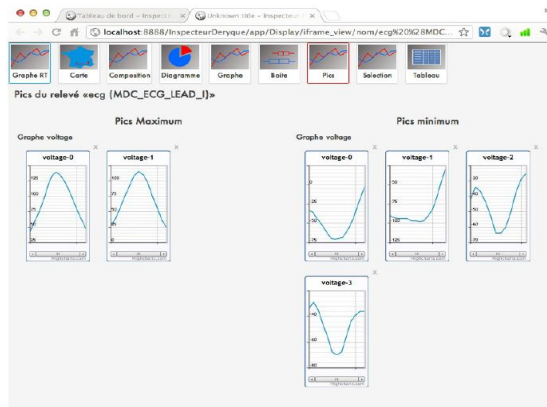 Tableau de bord – Inspecte
Unknown title – Inspecteur
localhost:8888/InspecteurDeryque/app/Display/iframe_view/nom/ecg%20%28MDC...
Graphe RT
Carte
Composition
Diagramme
Graphe
Boite
Pics
Selection
Tableau
Pics du relevé «ecg (MDC_ECG_LEAD_I)»
Pics Maximum
Pics minimum
Graphe voltage
Graphe voltage
voltage-0
voltage-1
voltage-0
voltage-1
voltage-2
voltage-3